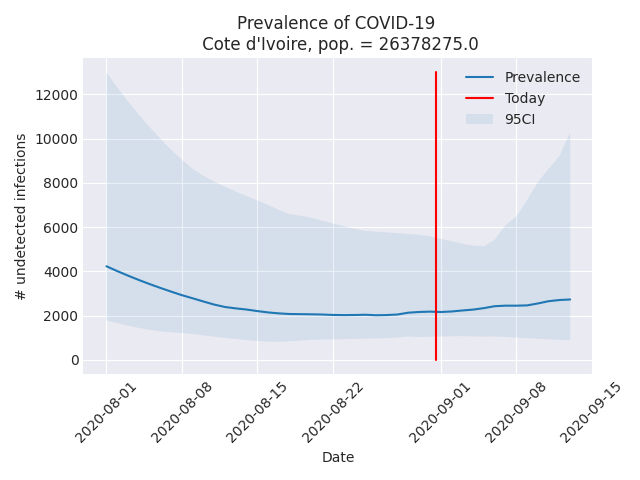 Prevalence of COVID-19
Cote d'Ivoire, pop. = 26378275.0
Prevalence
Today
95CI
# undetected infections
12000
10000
8000
6000
4000
2000
0
2020-08-01
2020-08-08
2020-08-15
2020-08-22
2020-09-01
2020-09-08
2020-09-15
Date